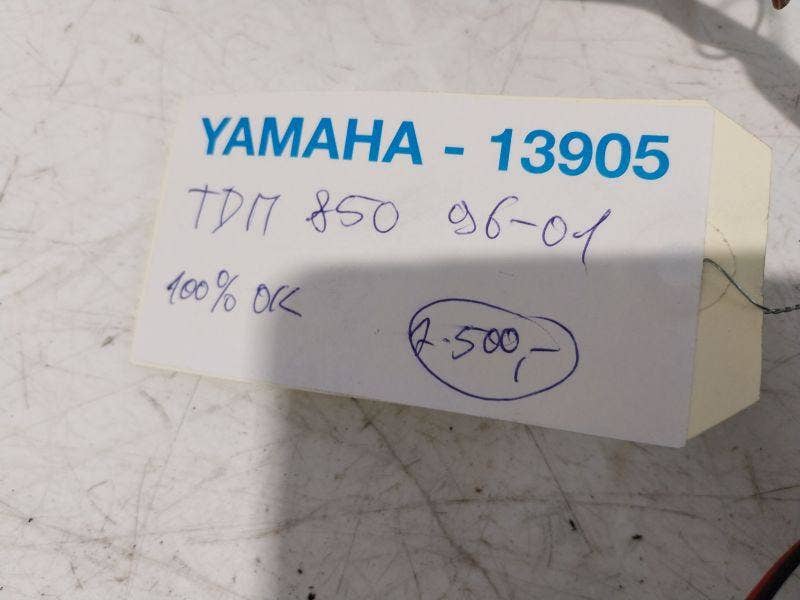 YAMAHA - 13905
TDM 850 96-01
100% OK
2.500,-